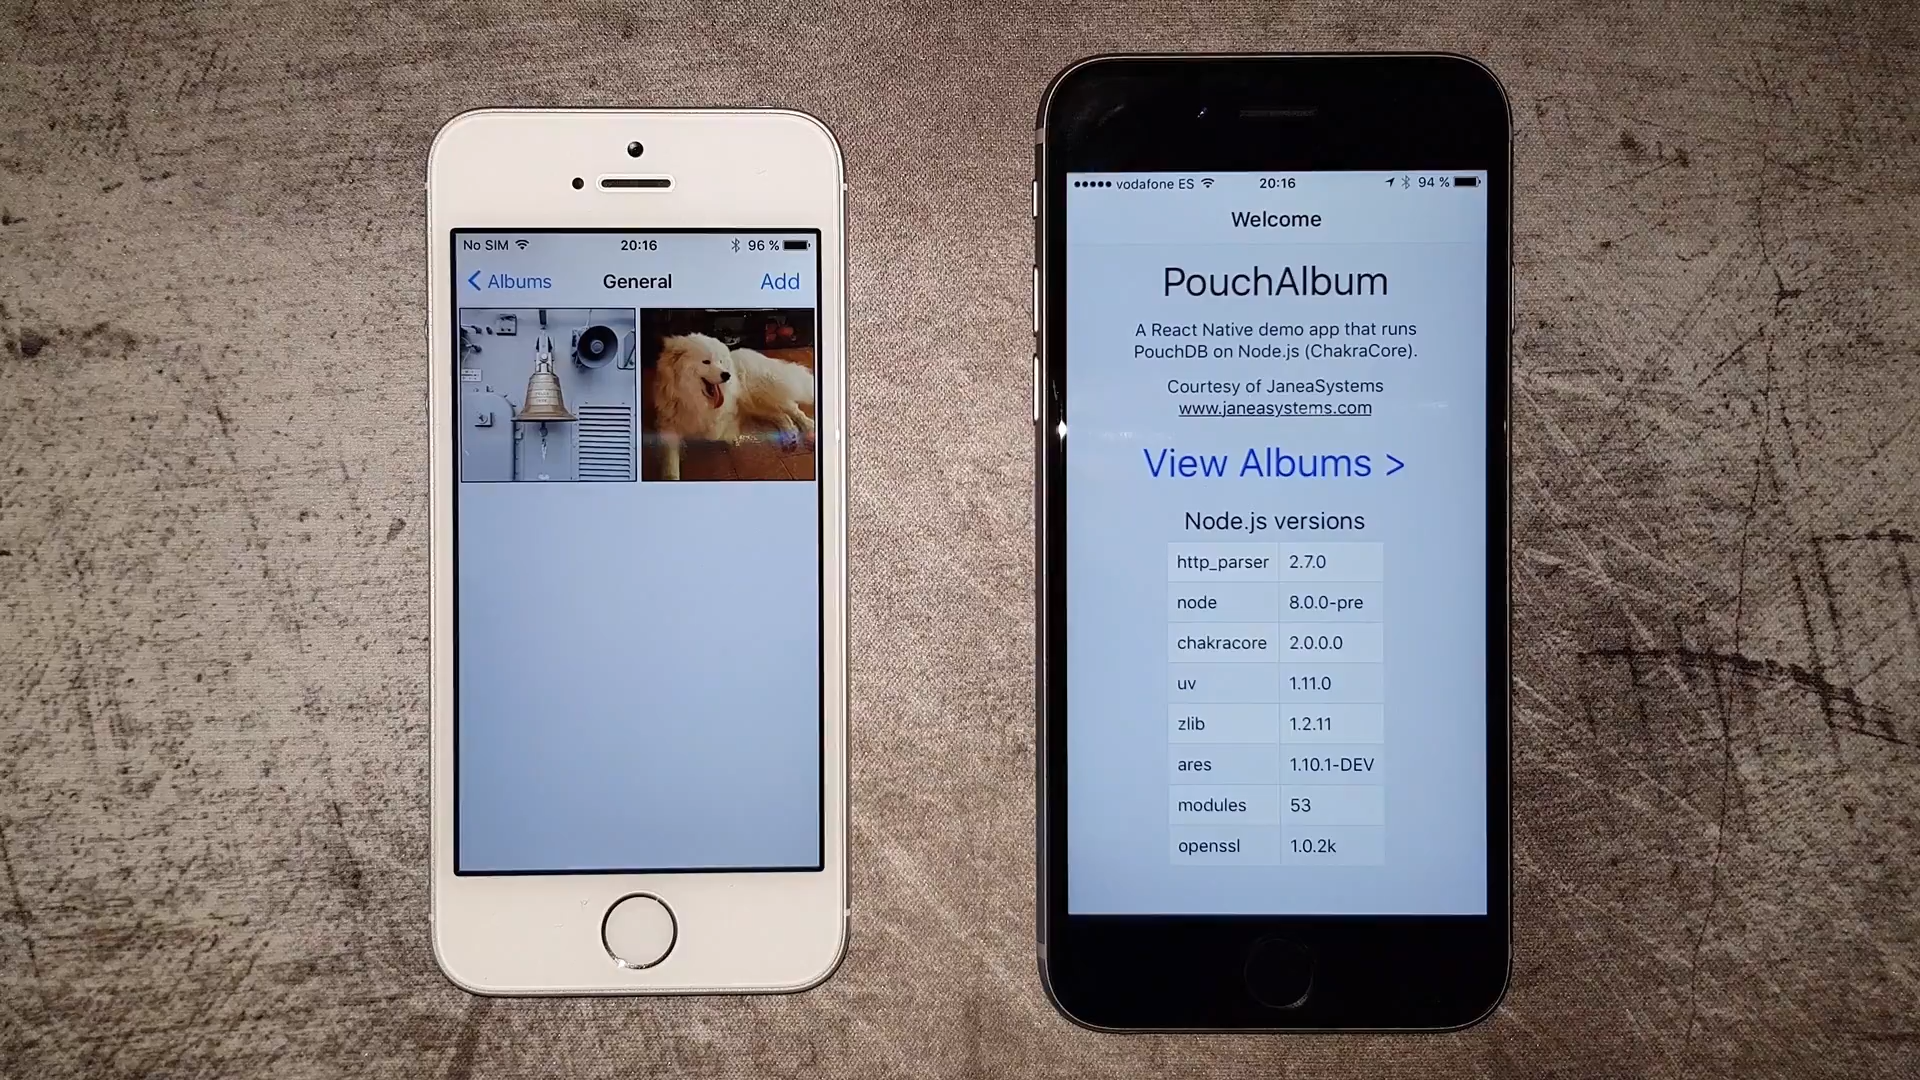 No SIM 20:16 96 %
Albums General Add
vodafone ES 20:16 94 %
Welcome
PouchAlbum
A React Native demo app that runs
PouchDB on Node.js (ChakraCore).
Courtesy of JaneaSystems
www.janeasystems.com
View Albums >
Node.js versions
http_parser 2.7.0
node 8.0.0-pre
chakracore 2.0.0.0
uv 1.11.0
zlib 1.2.11
ares 1.10.1-DEV
modules 53
openssl 1.0.2k